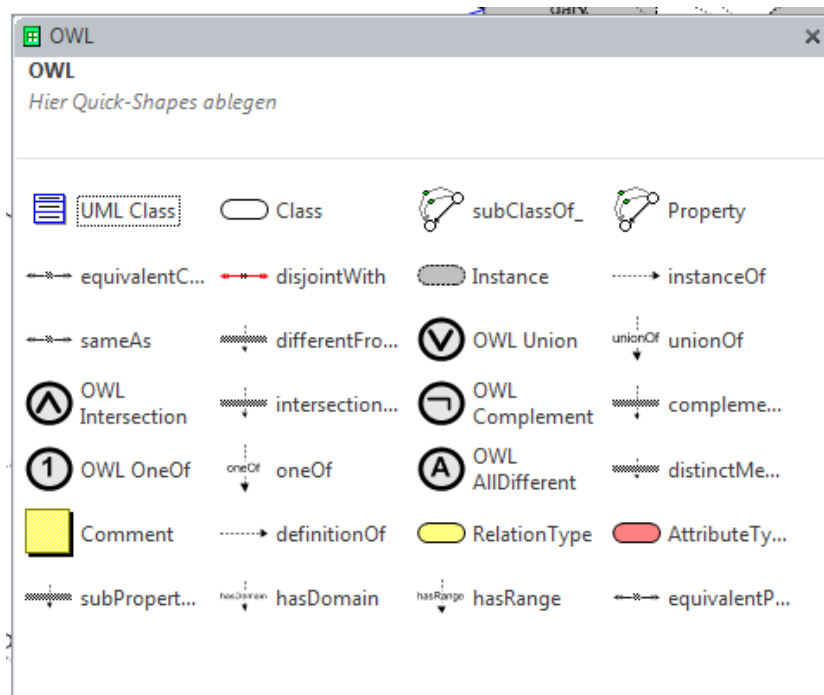 OWL
OWL
Hier Quick-Shapes ablegen
UML Class
Class
subClassOf_
Property
equivalentC...
disjointWith
Instance
instanceOf
sameAs
differentFro...
OWL Union
unionOf unionOf
OWL
Intersection
intersection...
OWL
Complement
compleme...
1 OWL OneOf
oneOf oneOf
A OWL
AllDifferent
distinctMe...
Comment
definitionOf
RelationType
AttributeTy...
subPropert...
hasDomain hasDomain
hasRange hasRange
equivalentP...